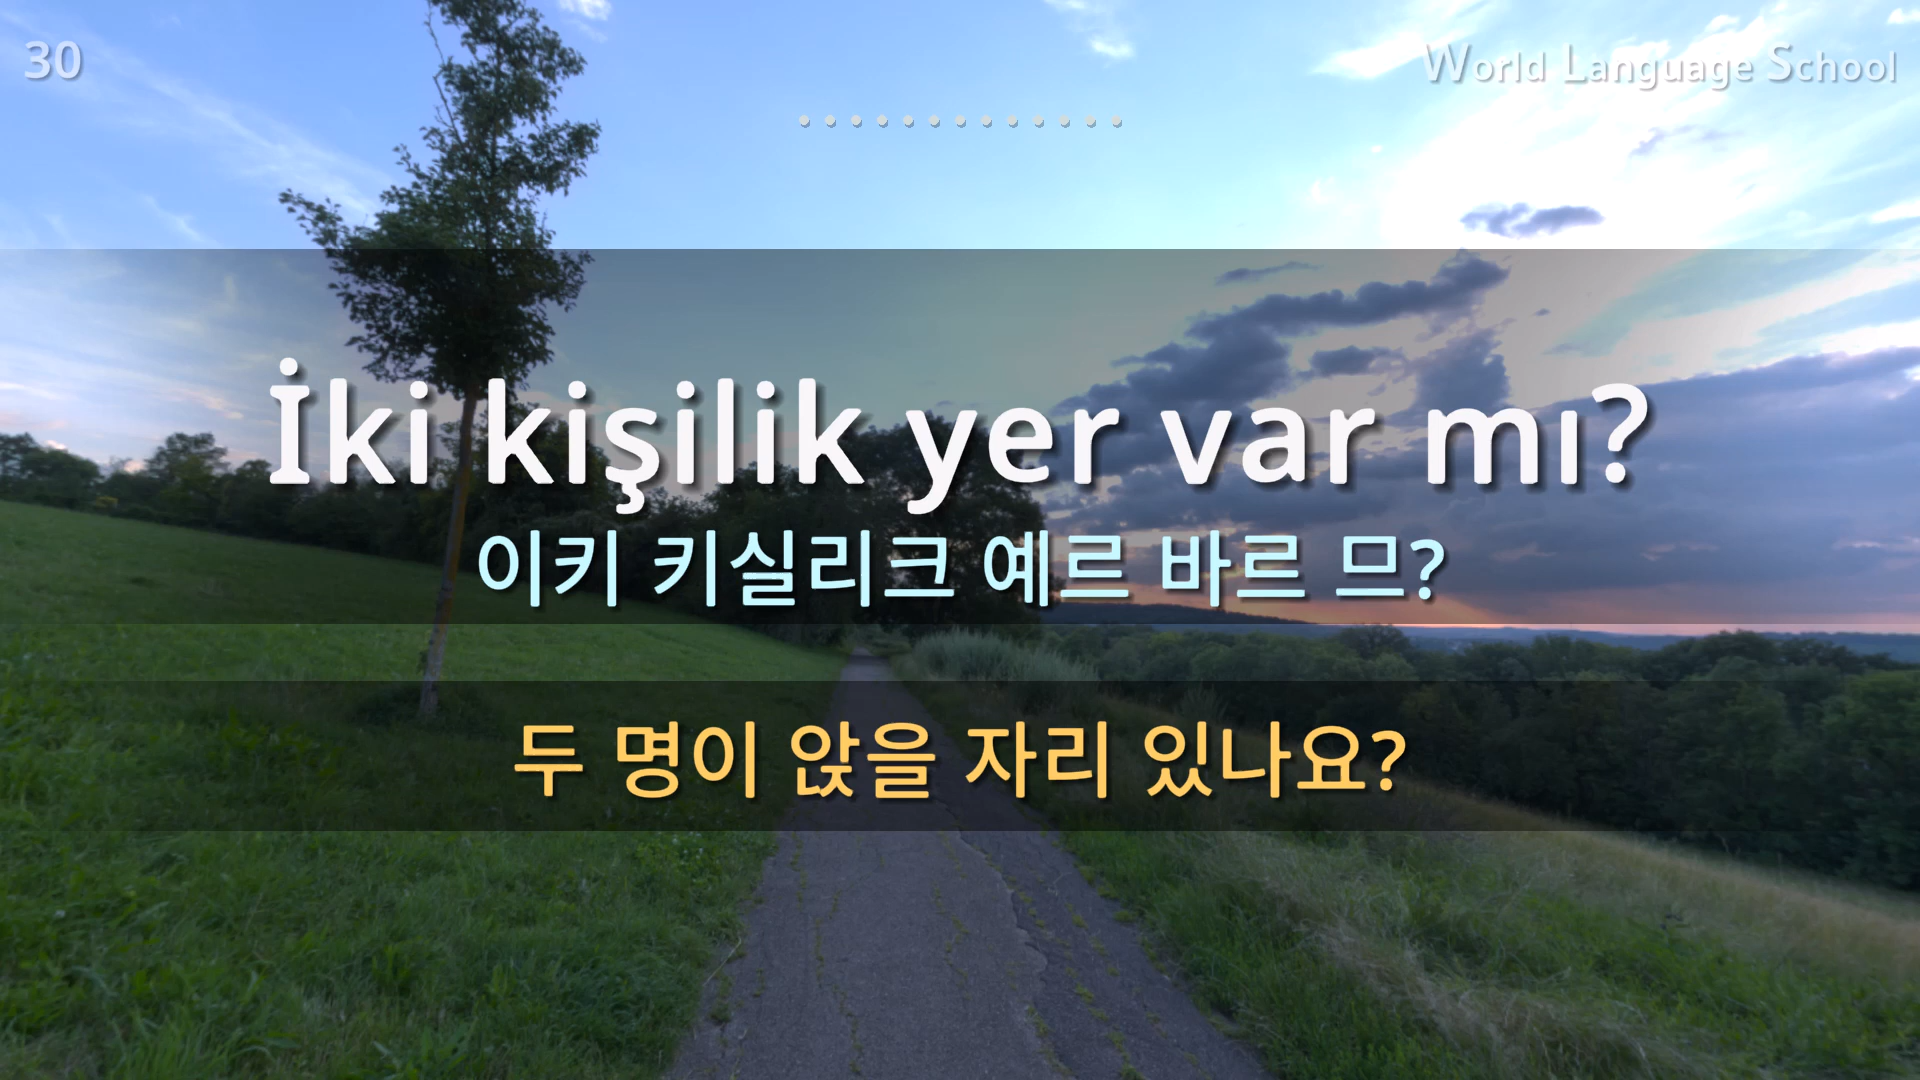 30
World Language School
İki kişilik yer var mı?
이키 키실리크 예르 바르 므?
두 명이 앉을 자리 있나요?